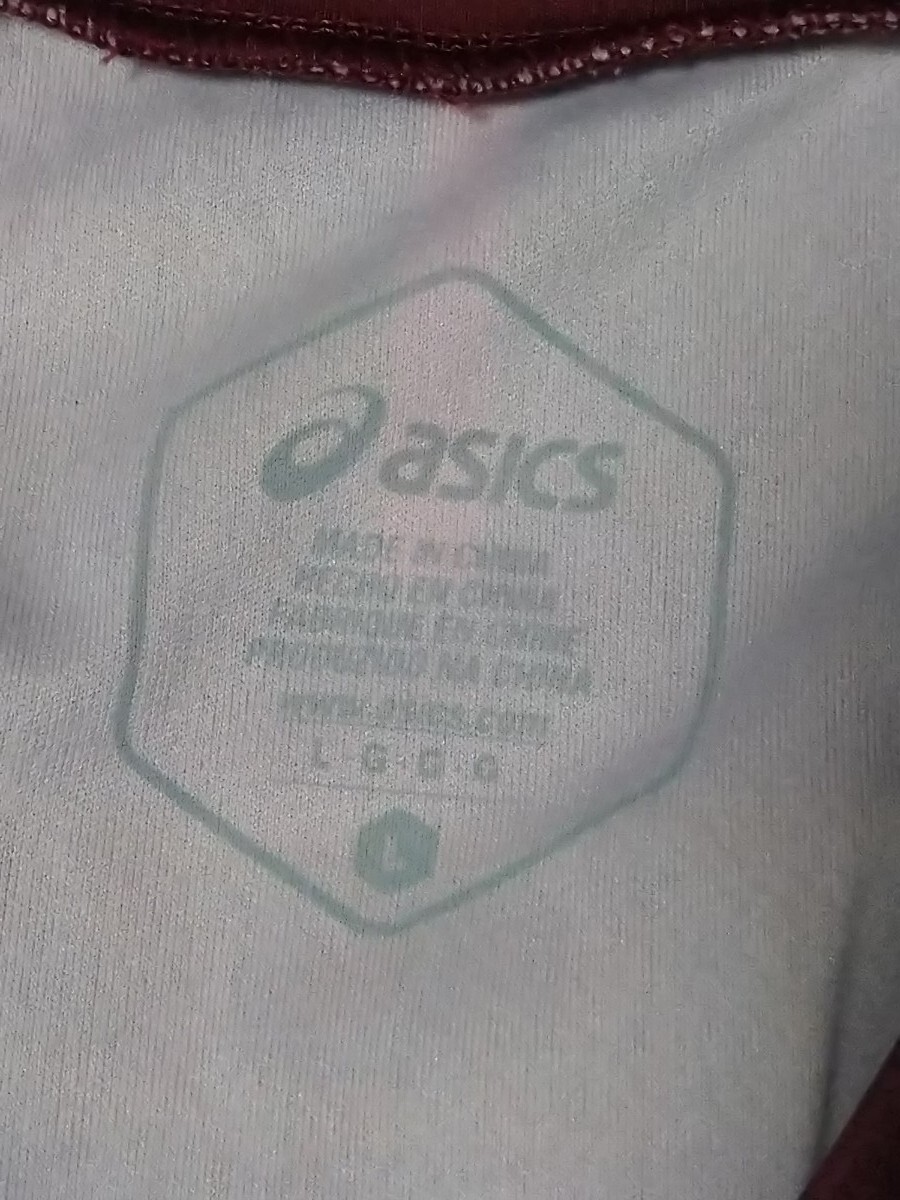 asics
MADE IN CHINA
HECHO EN CHINA
FABRIQUÉ EN CHINE
PRODUZIDO NA CHINA
www.asics.com
L G G G
L